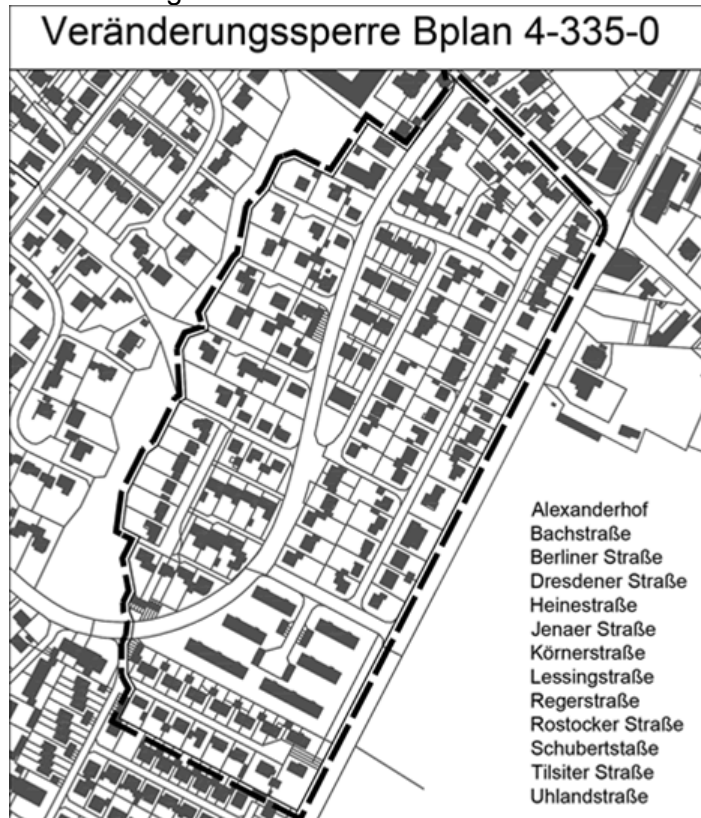 Veränderungssperre Bplan 4-335-0
Alexanderhof
Bachstraße
Berliner Straße
Dresdener Straße
Heinestraße
Jenaer Straße
Körnerstraße
Lessingstraße
Regerstraße
Rostocker Straße
Schubertstaße
Tilsiter Straße
Uhlandstraße